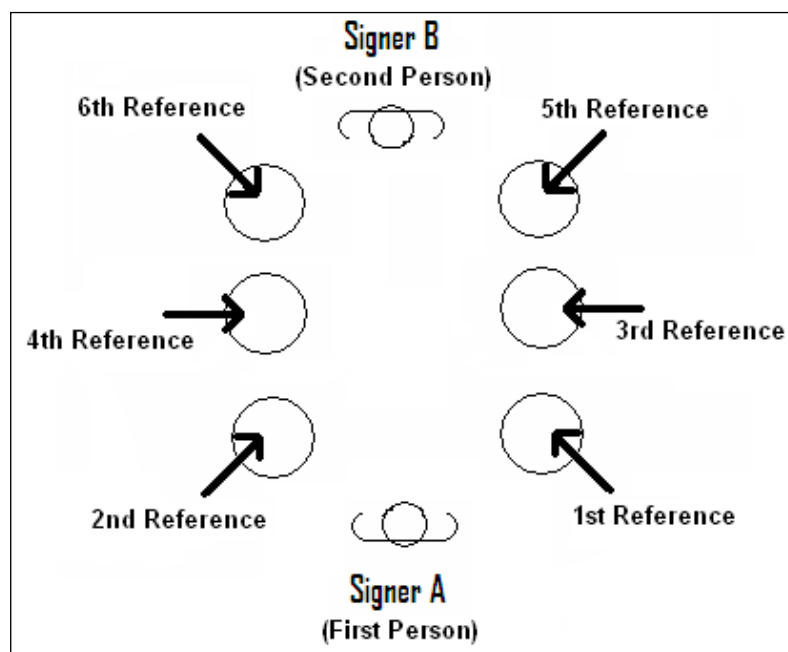 Signer B
(Second Person)
6th Reference
5th Reference
4th Reference
3rd Reference
2nd Reference
1st Reference
Signer A
(First Person)